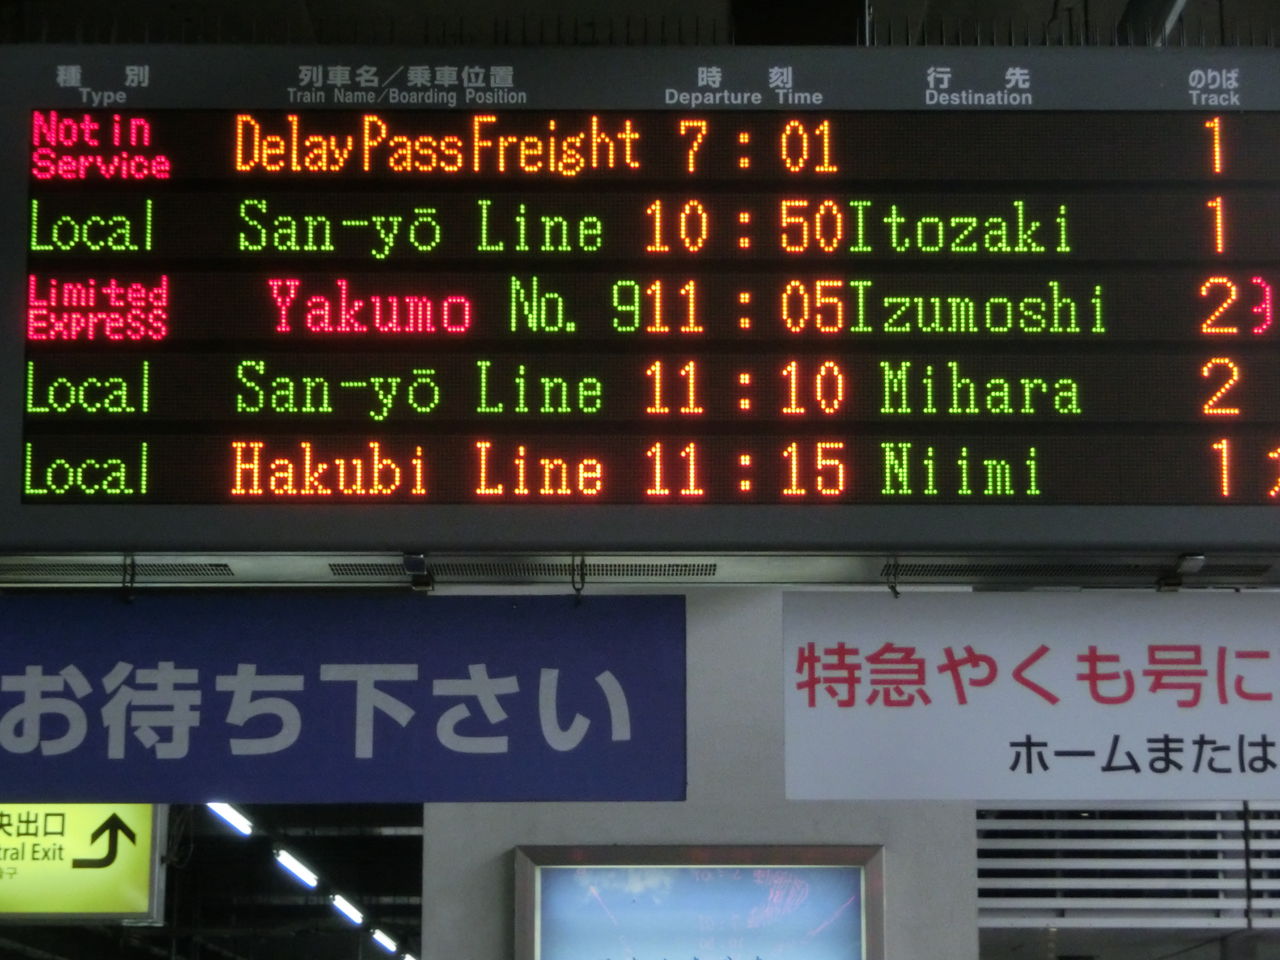 種別 列車名／乗車位置 時刻 行先 のりば
Type Train Name/Boarding Position Departure Time Destination Track
Not in Service DelayPassFreight 7:01 1
Local San-yō Line 10:50 Itozaki 1
Limited Express Yakumo No. 9 11:05 Izumoshi 2
Local San-yō Line 11:10 Mihara 2
Local Hakubi Line 11:15 Niimi 1
お待ち下さい
特急やくも号に
ホームまたは
央出口
tral Exit